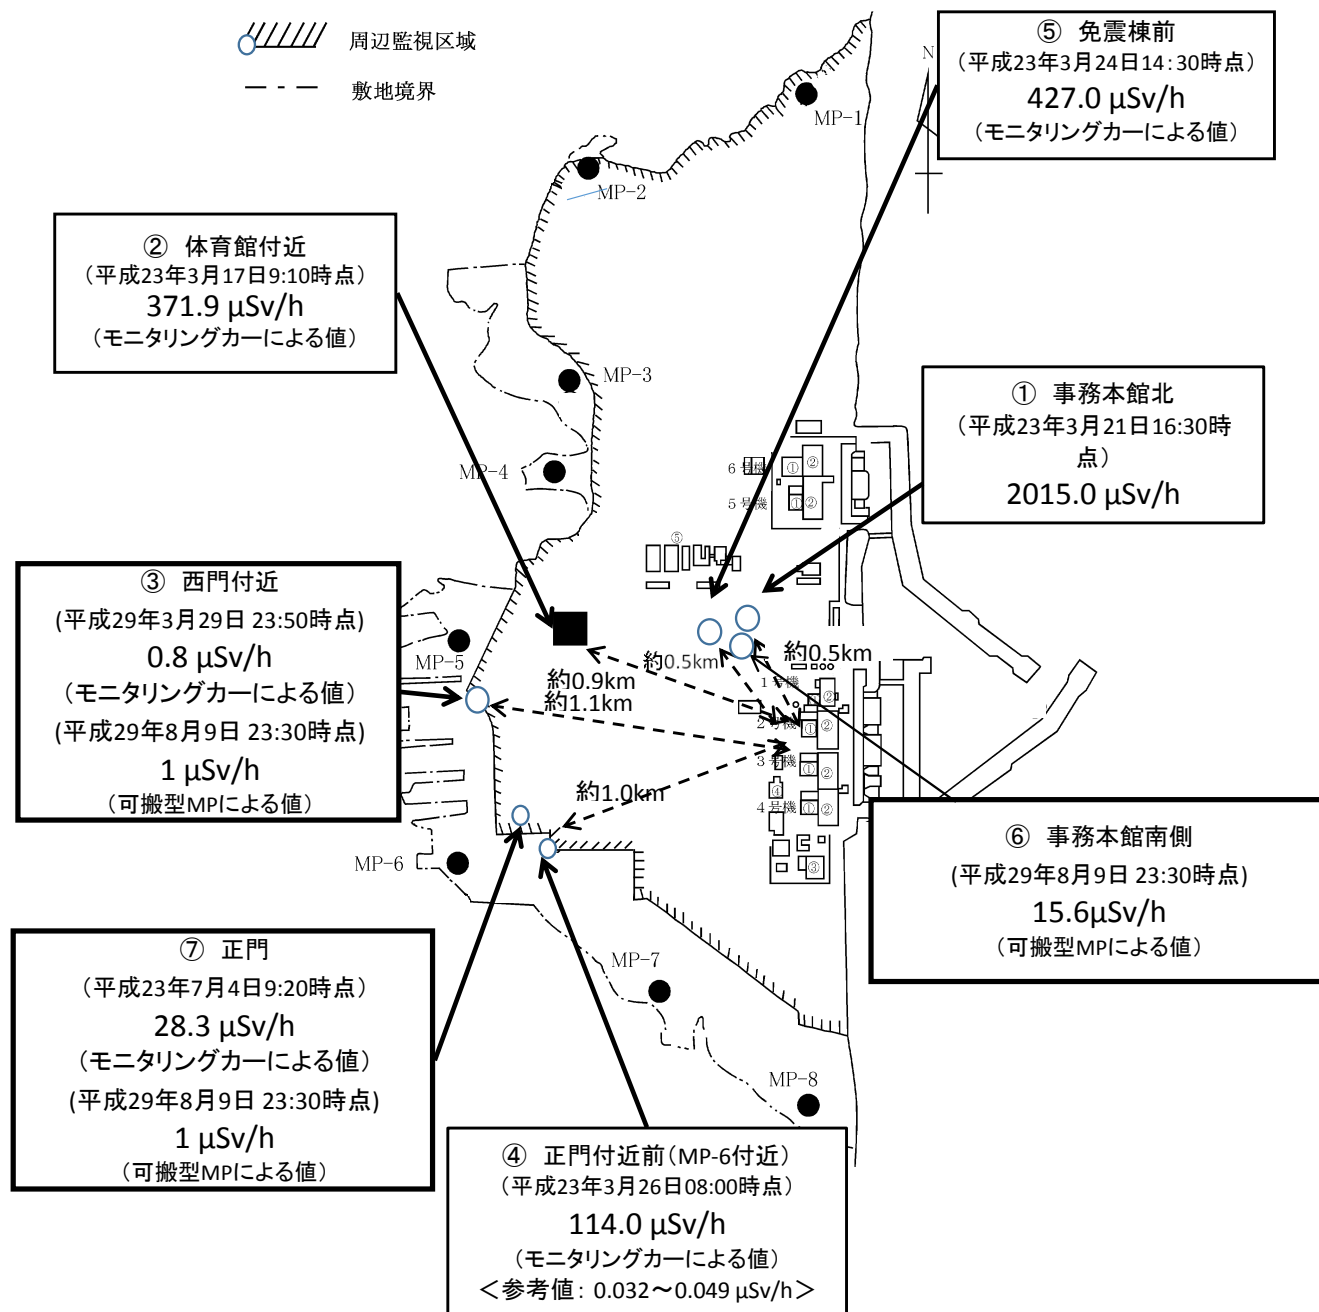 周辺監視区域
敷地境界
⑤ 免震棟前
(平成23年3月24日14:30時点)
427.0 μSv/h
(モニタリングカーによる値)
N
MP-1
MP-2
② 体育館付近
(平成23年3月17日9:10時点)
371.9 μSv/h
(モニタリングカーによる値)
MP-3
① 事務本館北
(平成23年3月21日16:30時
点)
2015.0 μSv/h
MP-4
6号機
①
②
5号機
①
②
⑤
③ 西門付近
(平成29年3月29日 23:50時点)
0.8 μSv/h
(モニタリングカーによる値)
(平成29年8月9日 23:30時点)
1 μSv/h
(可搬型MPによる値)
MP-5
約0.9km
約1.1km
約0.5km
約0.5km
1号機
②
2号機
①
②
3号機
①
②
④
4号機
①
②
③
約1.0km
MP-6
⑥ 事務本館南側
(平成29年8月9日 23:30時点)
15.6μSv/h
(可搬型MPによる値)
⑦ 正門
(平成23年7月4日9:20時点)
28.3 μSv/h
(モニタリングカーによる値)
(平成29年8月9日 23:30時点)
1 μSv/h
(可搬型MPによる値)
MP-7
MP-8
④ 正門付近前(MP-6付近)
(平成23年3月26日08:00時点)
114.0 μSv/h
(モニタリングカーによる値)
<参考値: 0.032～0.049 μSv/h>